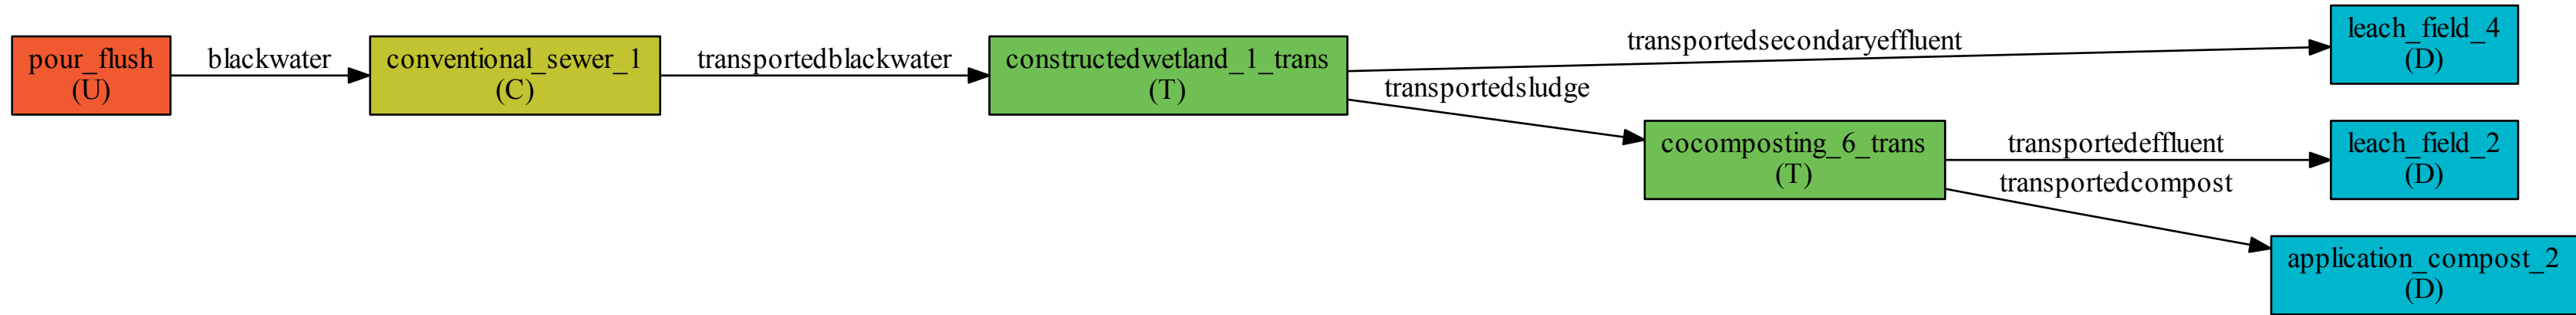 pour_flush
(U)
blackwater
conventional_sewer_1
(C)
transportedblackwater
constructedwetland_1_trans
(T)
transportedsecondaryeffluent
leach_field_4
(D)
transportedsludge
cocomposting_6_trans
(T)
transportedeffluent
leach_field_2
(D)
transportedcompost
application_compost_2
(D)